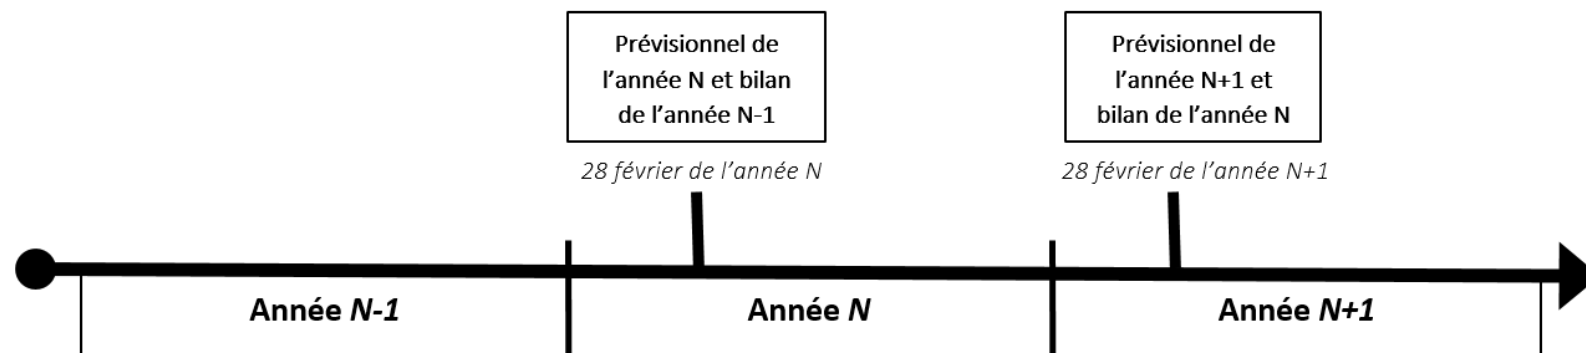 Prévisionnel de
l'année N et bilan
de l'année N-1
28 février de l'année N
Prévisionnel de
l'année N+1 et
bilan de l'année N
28 février de l'année N+1
Année N-1
Année N
Année N+1